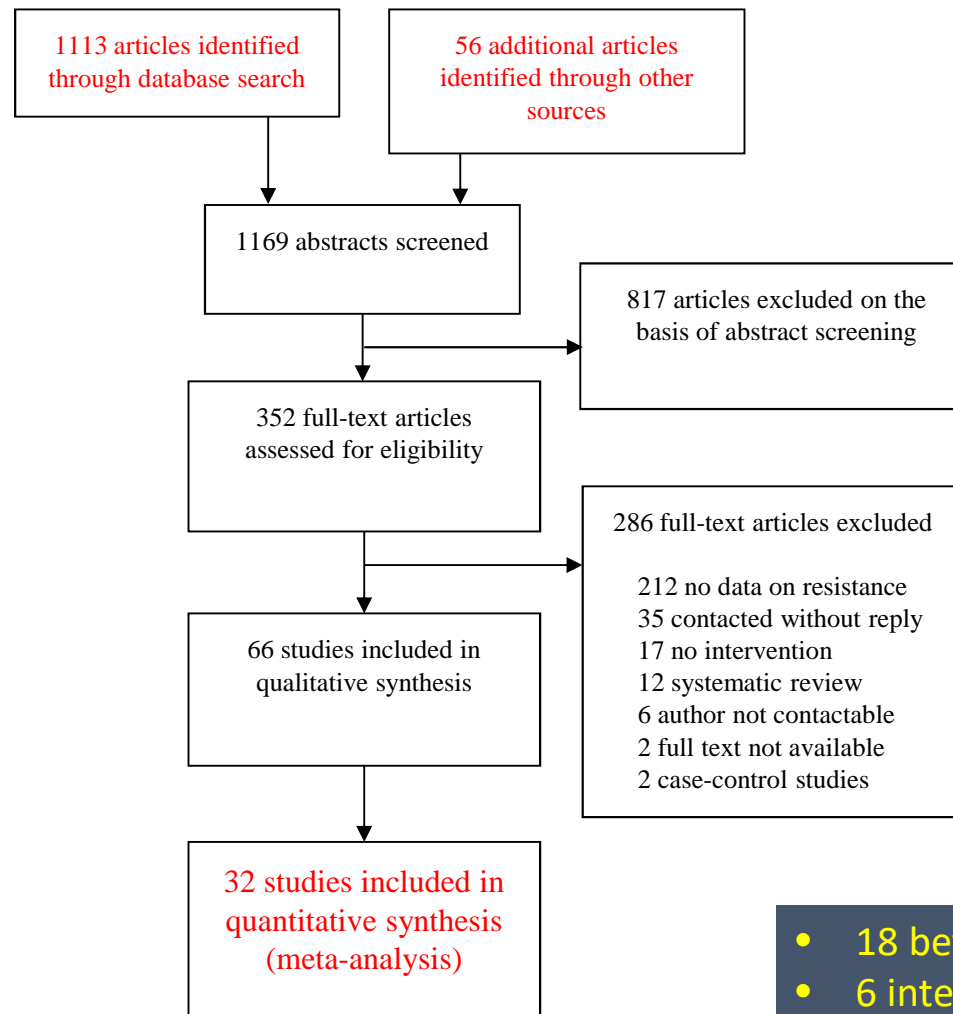 1113 articles identified
through database search
56 additional articles
identified through other
sources
1169 abstracts screened
817 articles excluded on the
basis of abstract screening
352 full-text articles
assessed for eligibility
286 full-text articles excluded
212 no data on resistance
35 contacted without reply
17 no intervention
12 systematic review
6 author not contactable
2 full text not available
2 case-control studies
66 studies included in
qualitative synthesis
32 studies included in
quantitative synthesis
(meta-analysis)
• 18
• 6